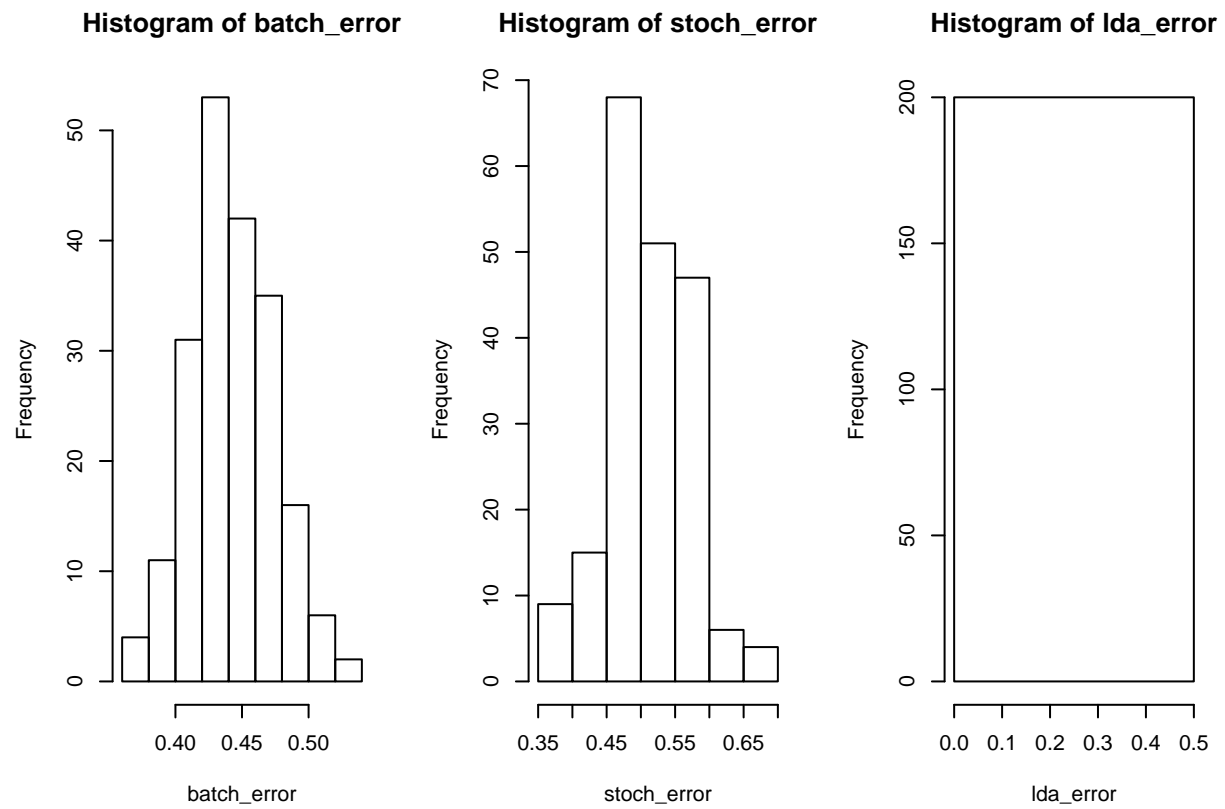 Histogram of batch_error
Frequency
0
10
20
30
40
50
0.40 0.45 0.50
batch_error
Histogram of stoch_error
Frequency
0
10
20
30
40
50
60
70
0.35 0.45 0.55 0.65
stoch_error
Histogram of lda_error
Frequency
0
50
100
150
200
0.0 0.1 0.2 0.3 0.4 0.5
lda_error